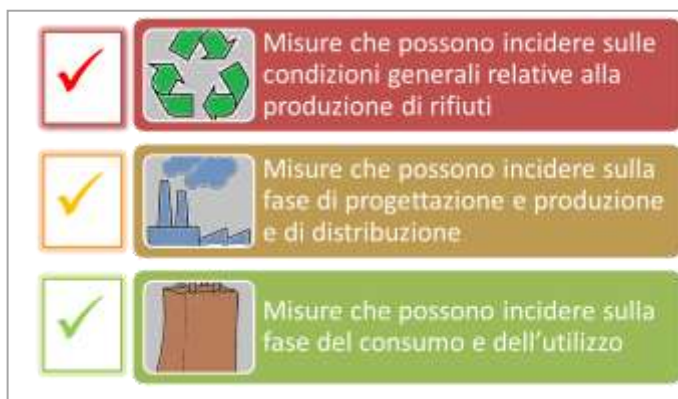 Misure che possono incidere sulle
condizioni generali relative alla
produzione di rifiuti
Misure che possono incidere sulla
fase di progettazione e produzione
e di distribuzione
Misure che possono incidere sulla
fase del consumo e dell'utilizzo